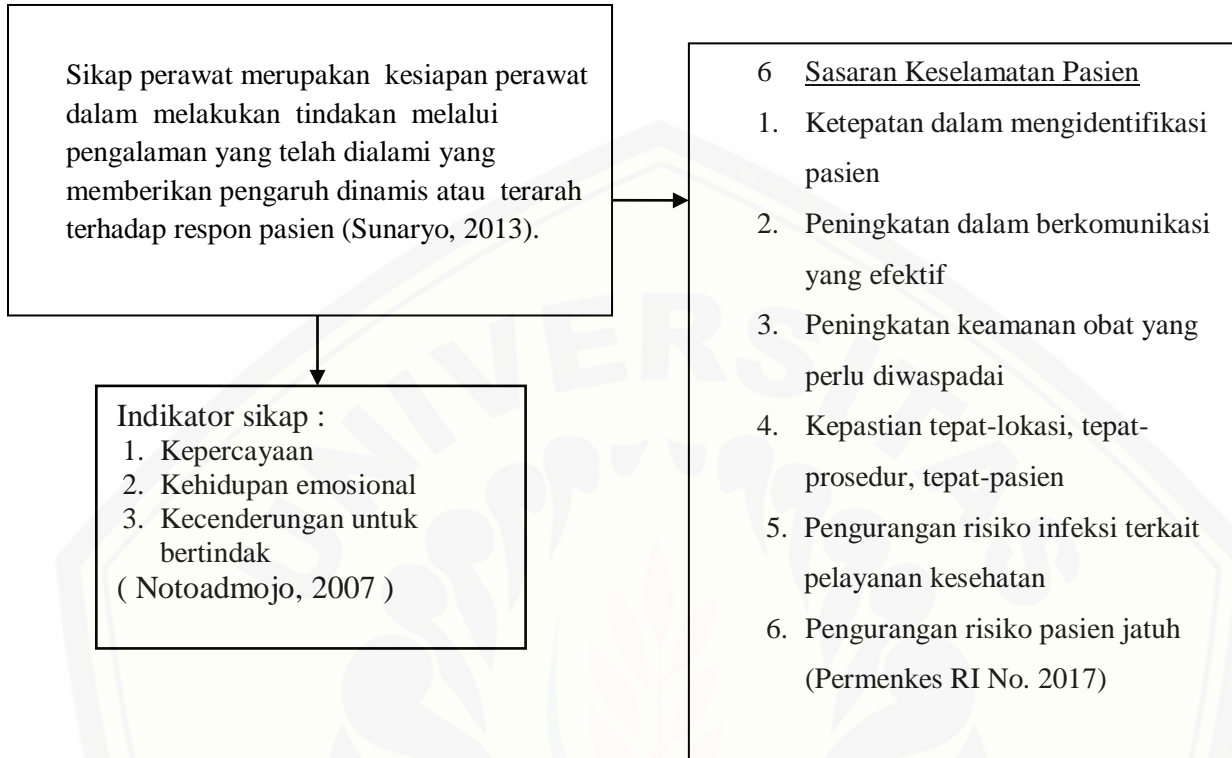 Sikap perawat merupakan kesiapan perawat
dalam melakukan tindakan melalui
pengalaman yang telah dialami yang
memberikan pengaruh dinamis atau terarah
terhadap respon pasien (Sunaryo, 2013).
Indikator sikap :
1. Kepercayaan
2. Kehidupan emosional
3. Kecenderungan untuk
bertindak
( Notoadmojo, 2007 )
6 Sasaran Keselamatan Pasien
1. Ketepatan dalam mengidentifikasi
pasien
2. Peningkatan dalam berkomunikasi
yang efektif
3. Peningkatan keamanan obat yang
perlu diwaspadai
4. Kepastian tepat-lokasi, tepat-
prosedur, tepat-pasien
5. Pengurangan risiko infeksi terkait
pelayanan kesehatan
6. Pengurangan risiko pasien jatuh
(Permenkes RI No. 2017)
UNIVERSITAS